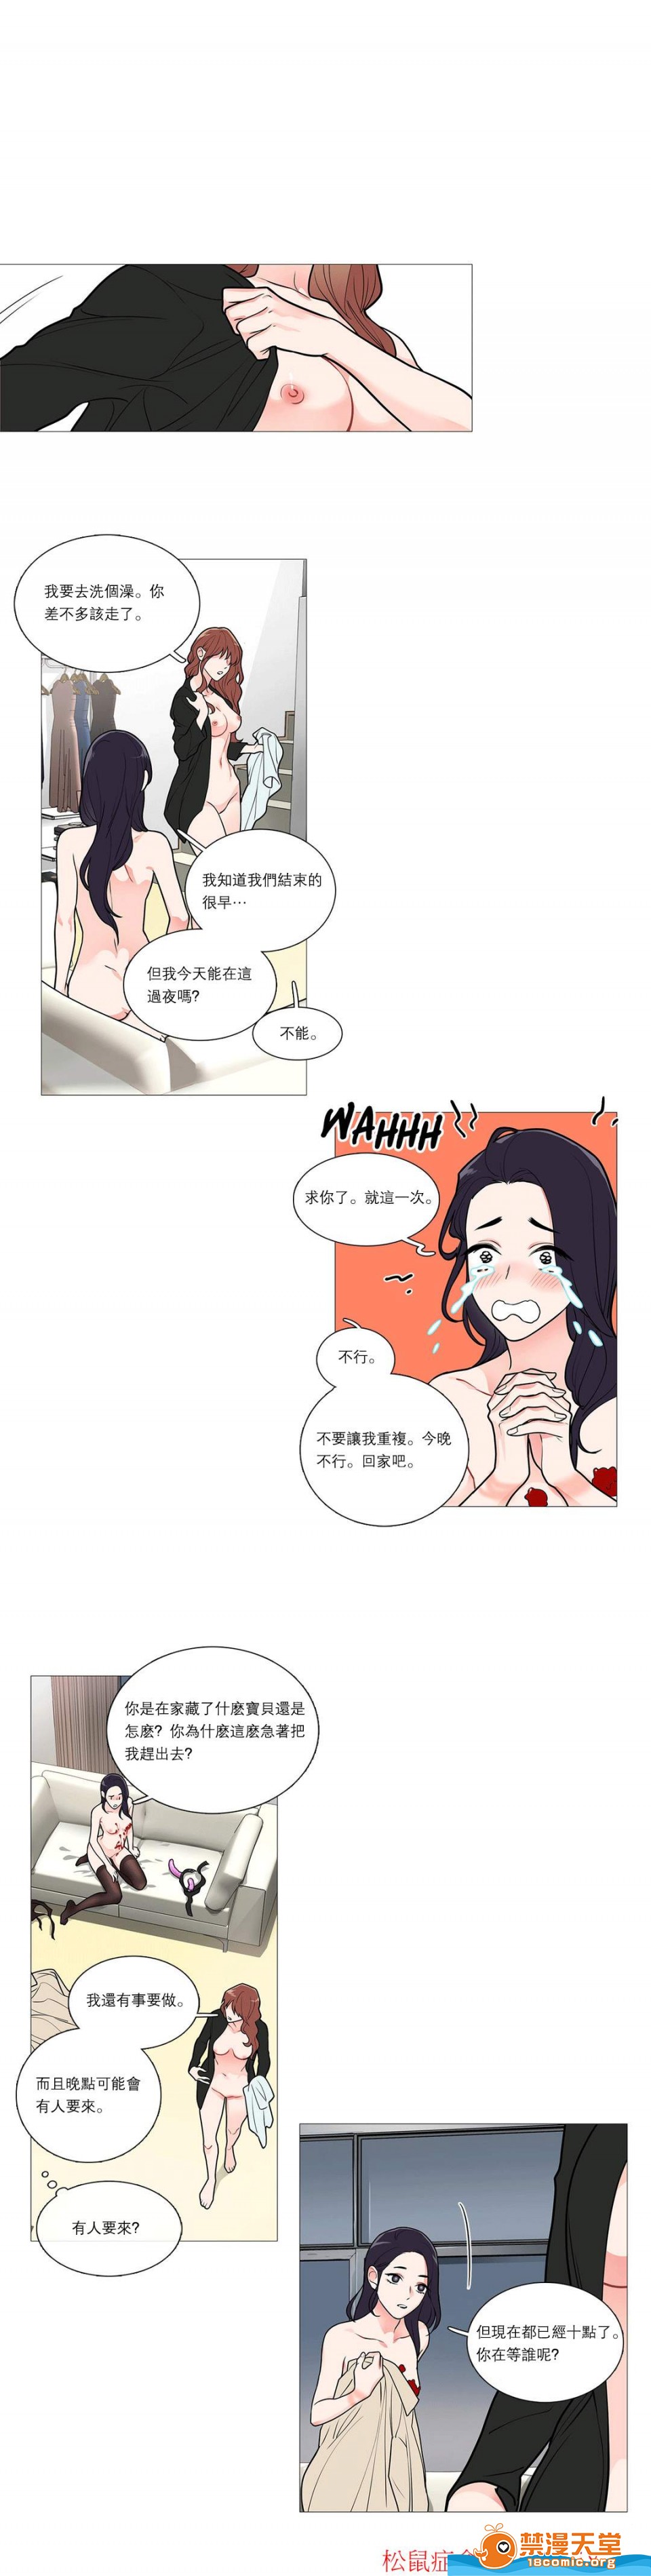 我要去洗個澡。你
差不多該走了。
我知道我們結束的
很早…
但我今天能在這
過夜嗎?
不能。
WAHHH
求你了。就這一次。
不行。
不要讓我重複。今晚
不行。回家吧。
你是在家藏了什麽寶貝還是
怎麽? 你為什麽這麽急著把
我趕出去?
我還有事要做。
而且晚點可能會
有人要來。
有人要來?
但現在都已經十點了。
你在等誰呢?
松鼠症
禁漫天堂
18comic.org